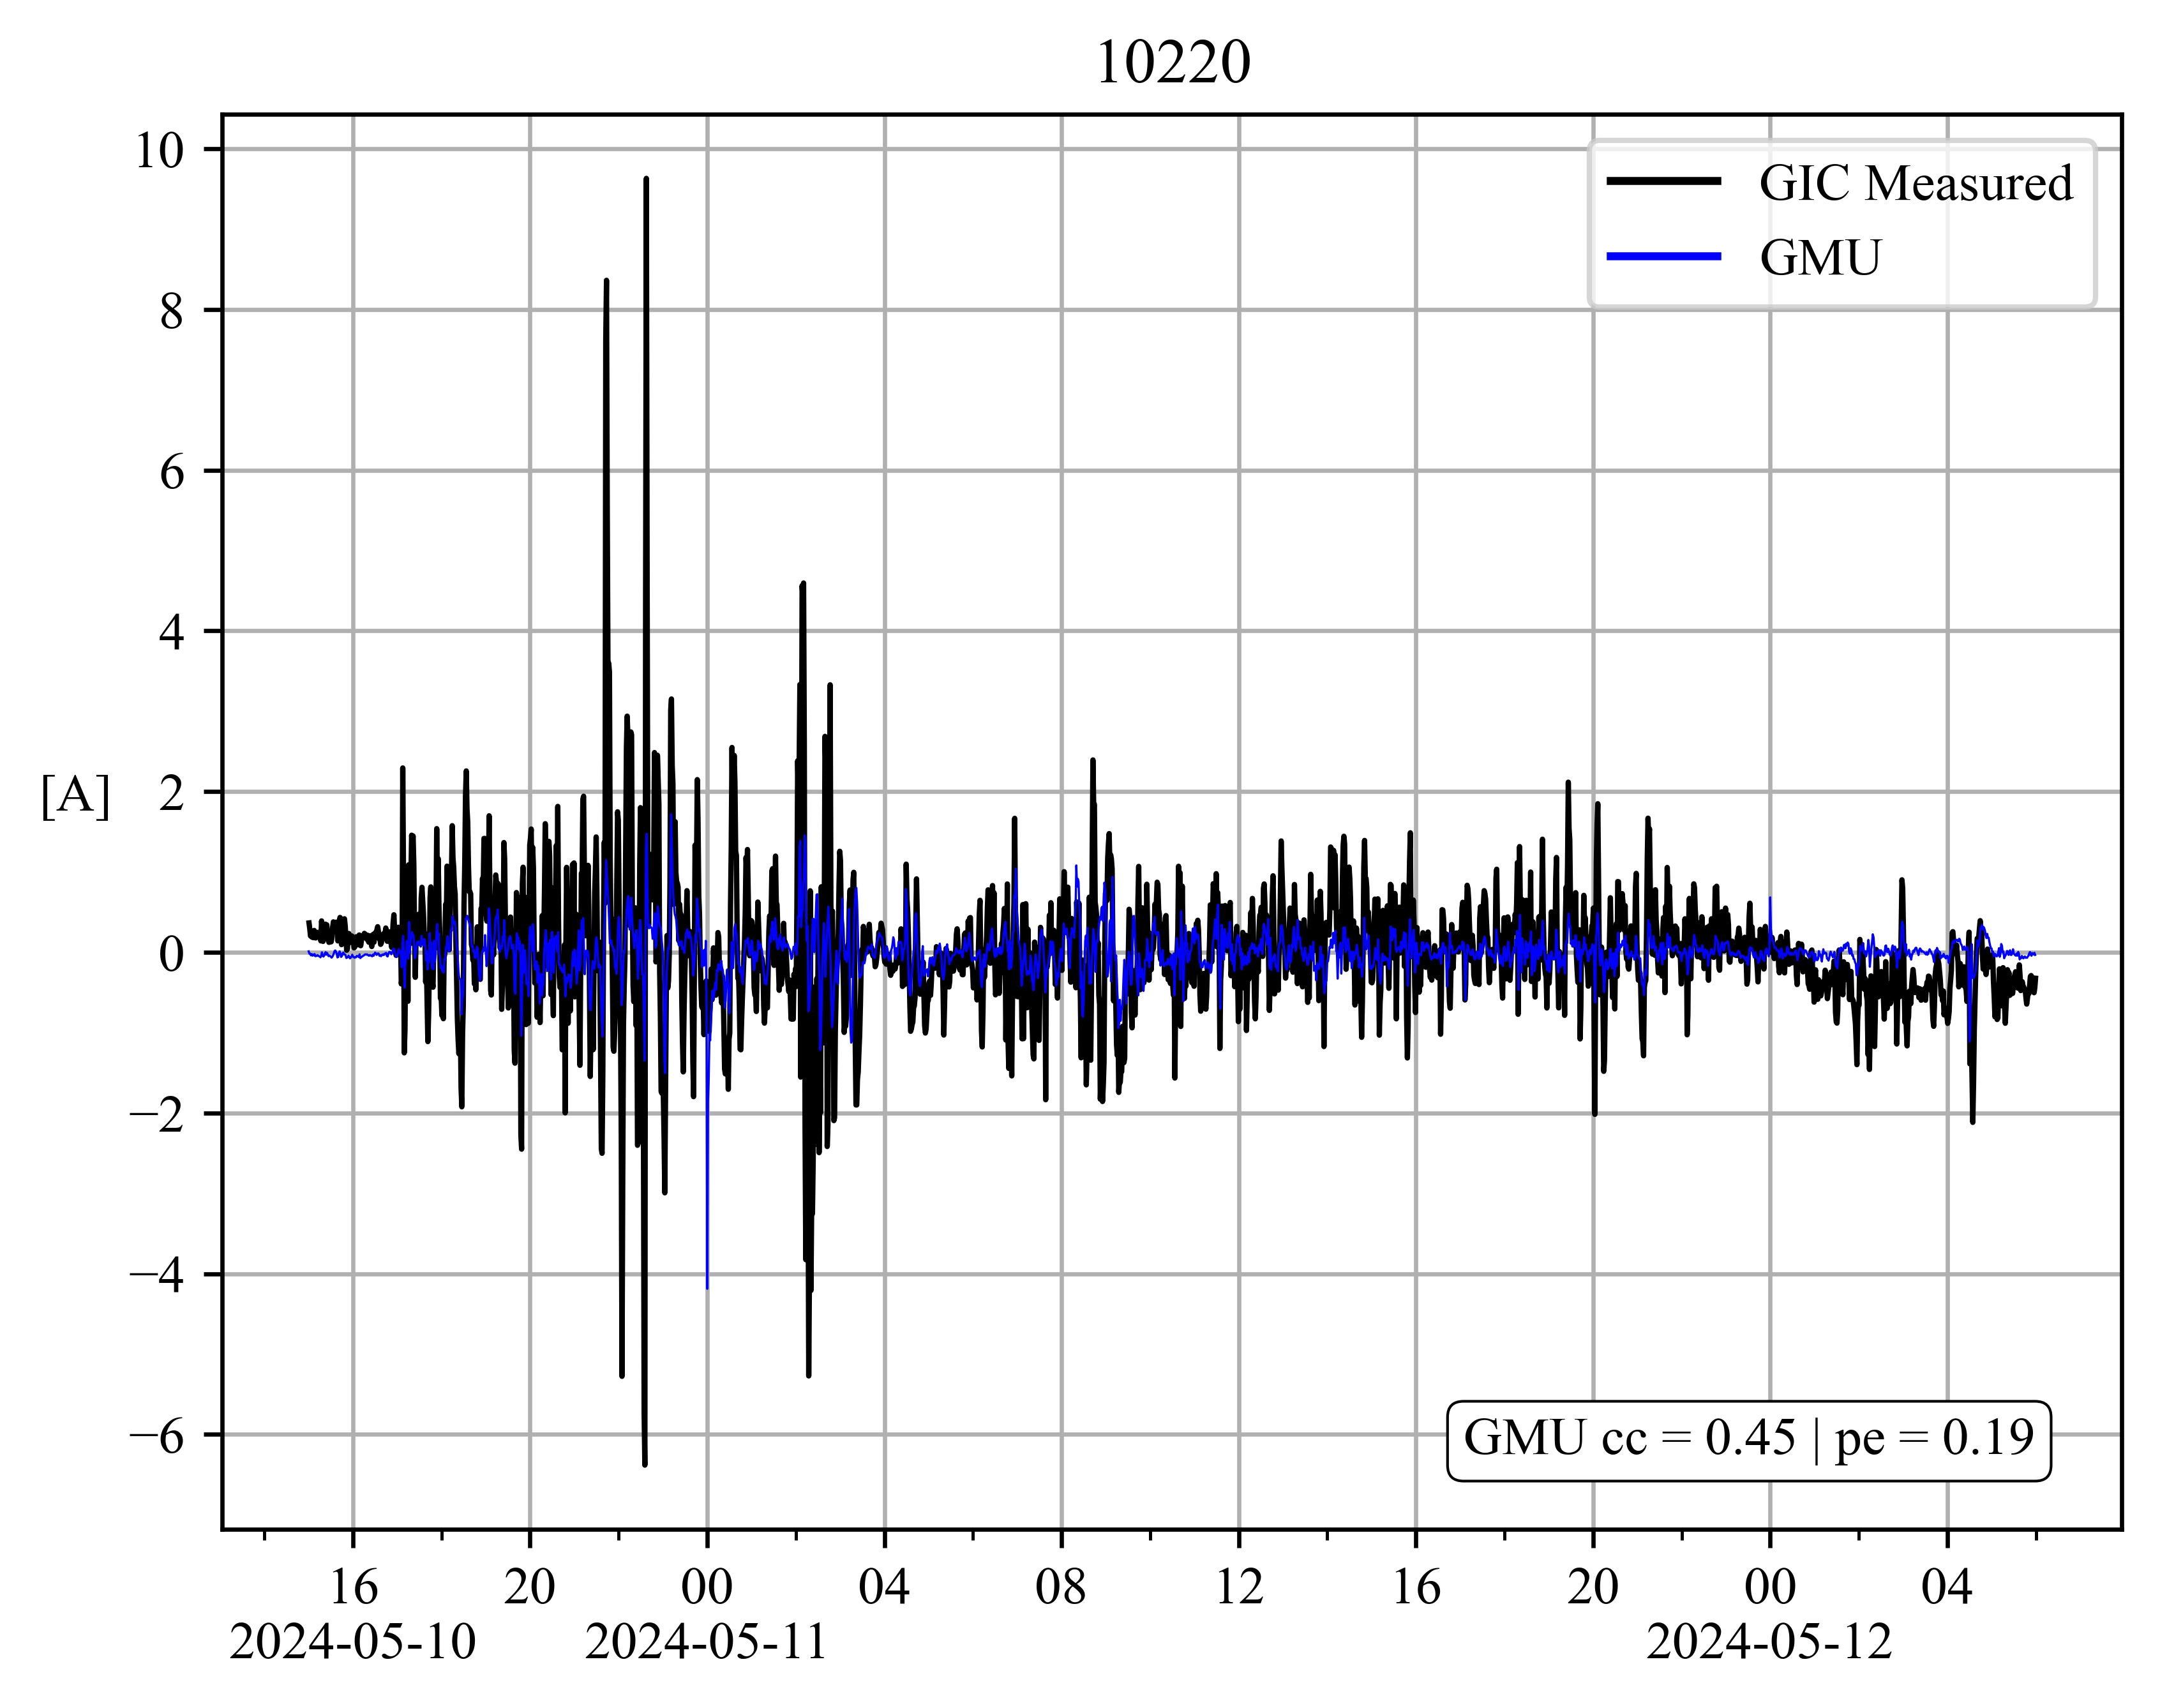 10220
10
8
6
4
2
0
−2
−4
−6
[A]
GIC Measured
GMU
GMU cc = 0.45 | pe = 0.19
16 20 00 04 08 12 16 20 00 04
2024-05-10 2024-05-11 2024-05-12